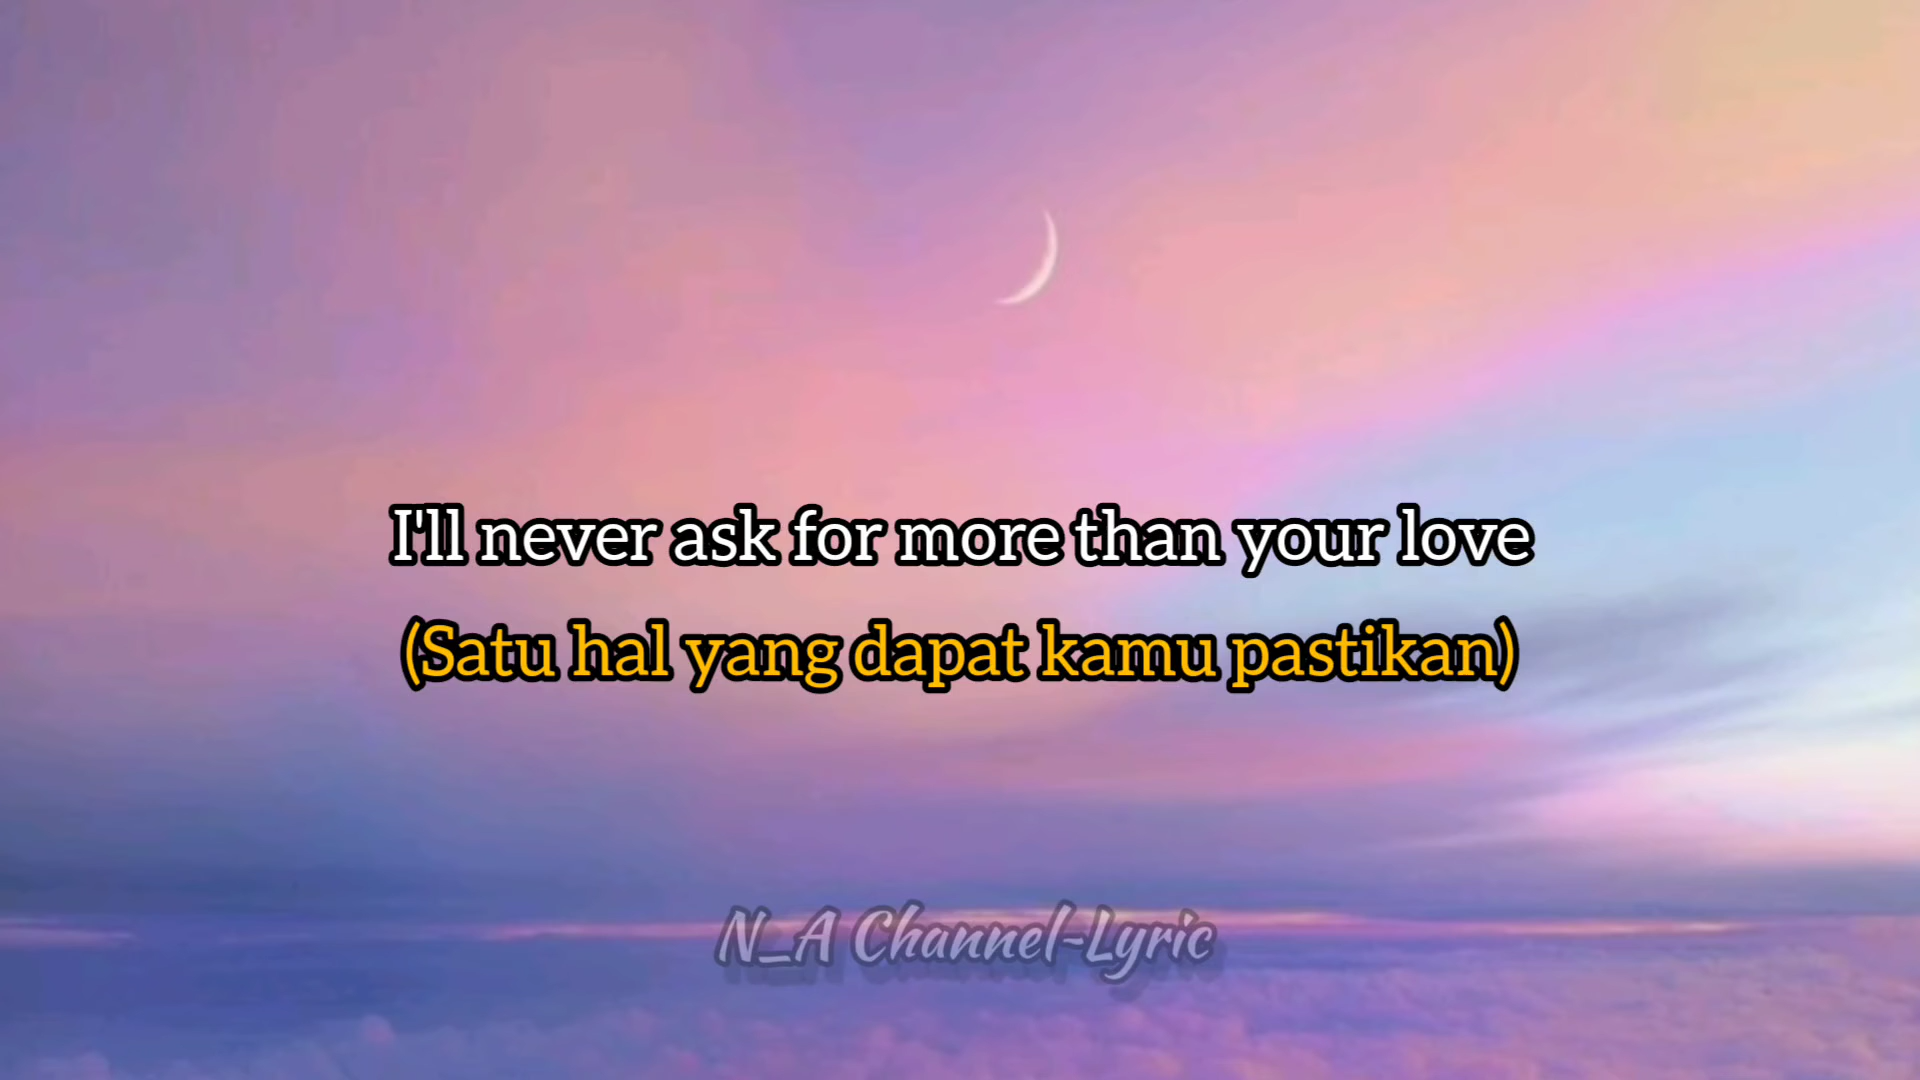 I'll never ask for more than your love
(Satu hal yang dapat kamu pastikan)
N_A Channel-Lyric